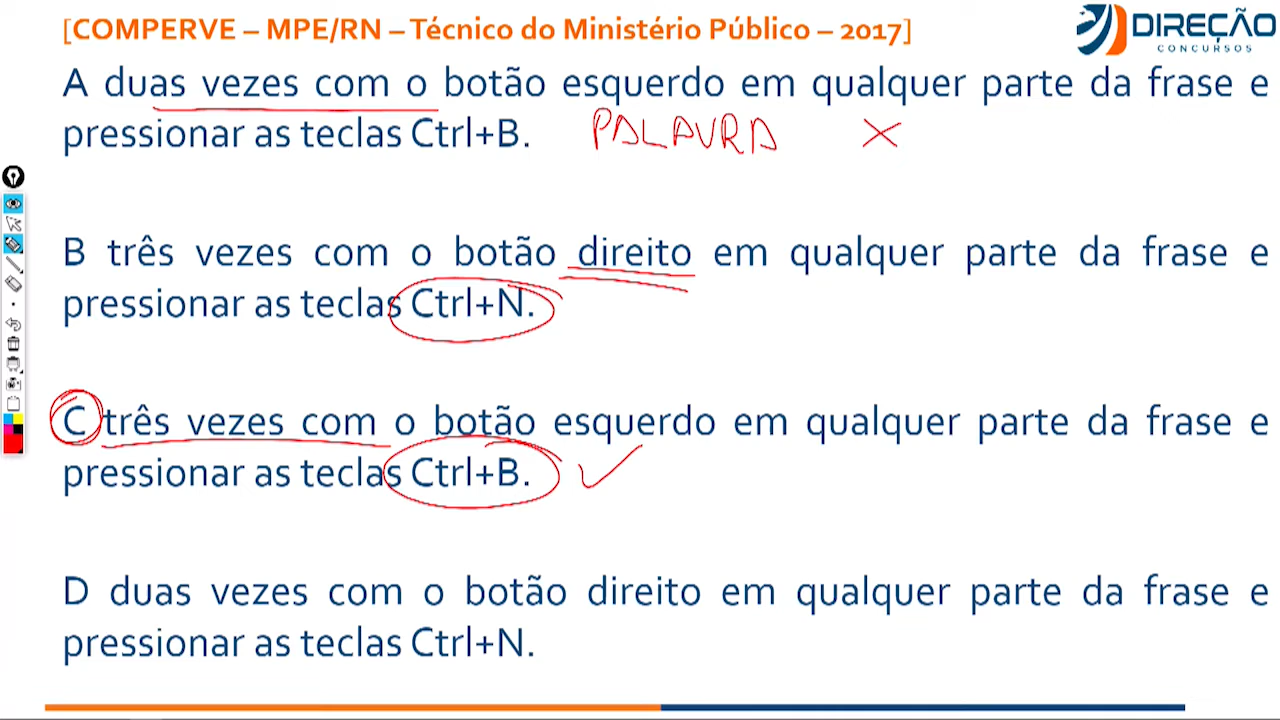 [COMPERVE – MPE/RN – Técnico do Ministério Público – 2017]
DIREÇÃO
CONCURSOS
A duas vezes com o botão esquerdo em qualquer parte da frase e
pressionar as teclas Ctrl+B. PALAVRA X
B três vezes com o botão direito em qualquer parte da frase e
pressionar as teclas Ctrl+N.
C três vezes com o botão esquerdo em qualquer parte da frase e
pressionar as teclas Ctrl+B.
D duas vezes com o botão direito em qualquer parte da frase e
pressionar as teclas Ctrl+N.